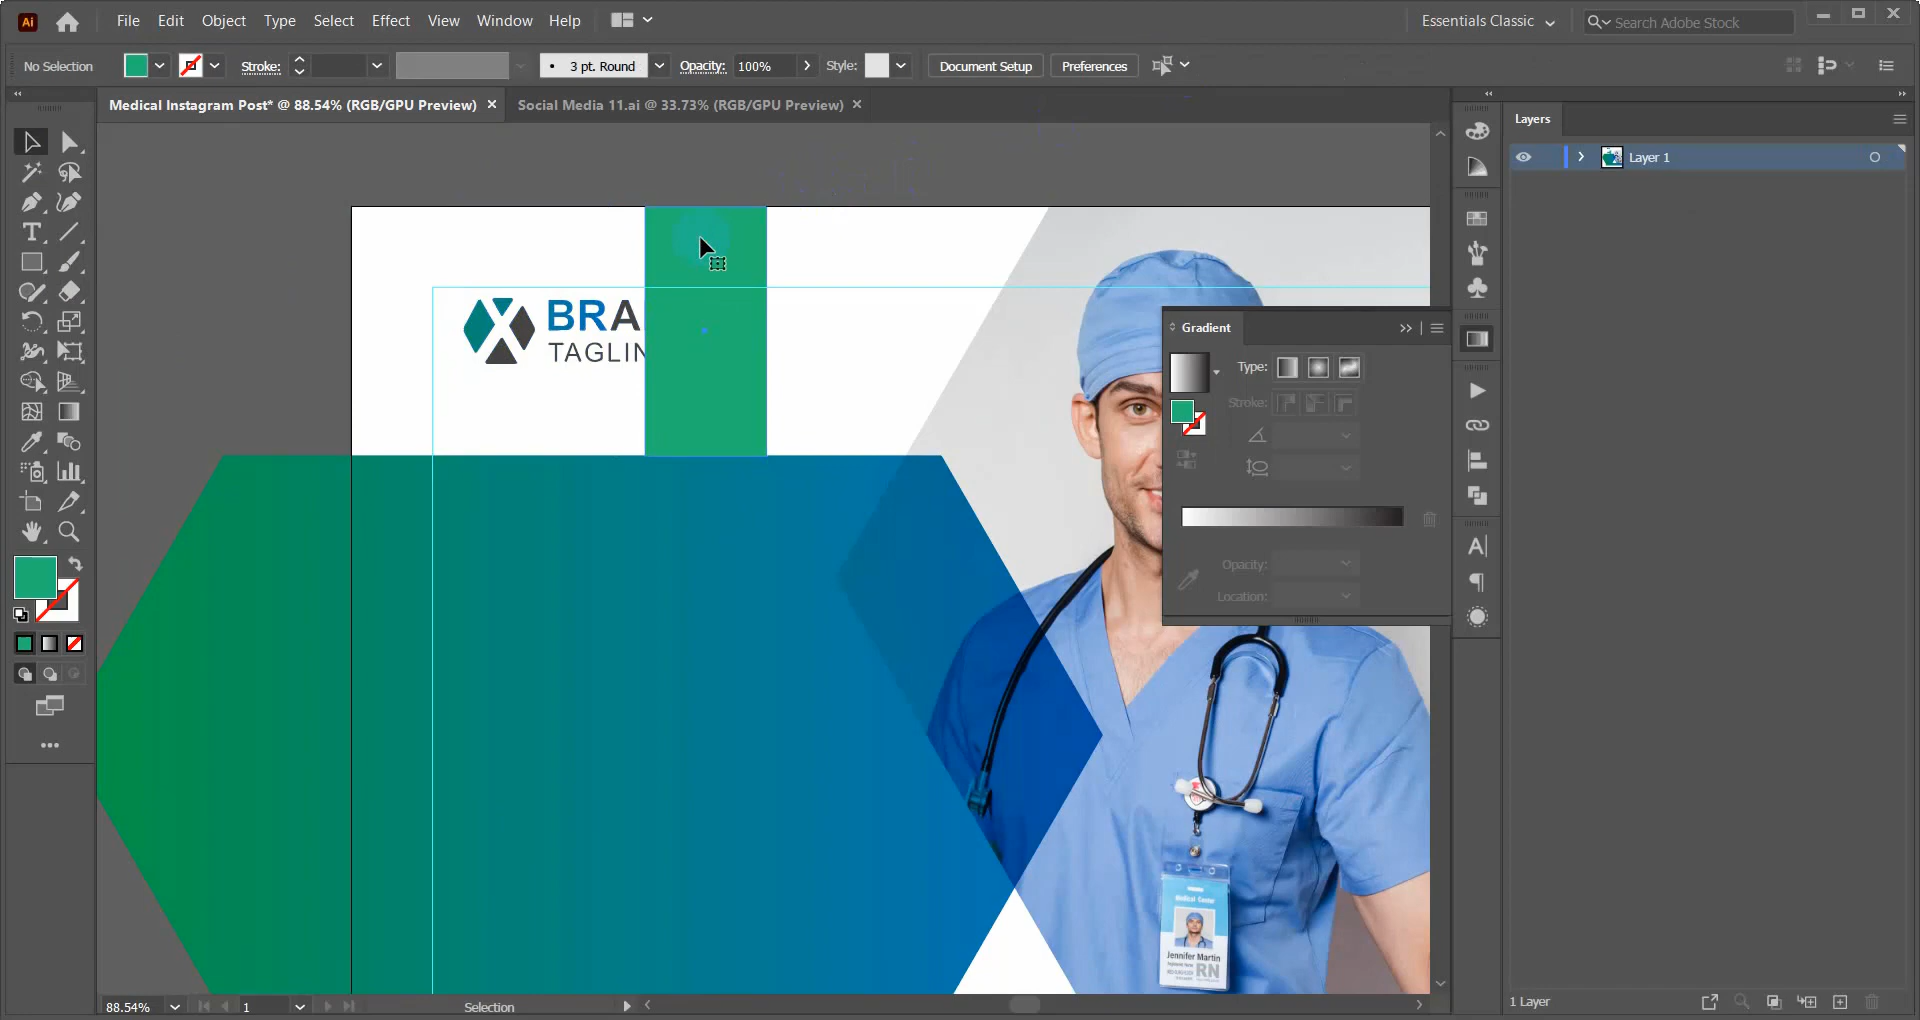 Ai File Edit Object Type Select Effect View Window Help
Essentials Classic
Search Adobe Stock
No Selection
Stroke:
3 pt. Round
Opacity: 100%
Style:
Document Setup
Preferences
Medical Instagram Post* @ 88.54% (RGB/GPU Preview)
Social Media 11.ai @ 33.73% (RGB/GPU Preview)
Layers
Layer 1
BRA
TAGLIN
Gradient
Type:
Stroke:
Opacity:
Location:
Medical Center
Jennifer Martin
RN
88.54%
1
Selection
1 Layer